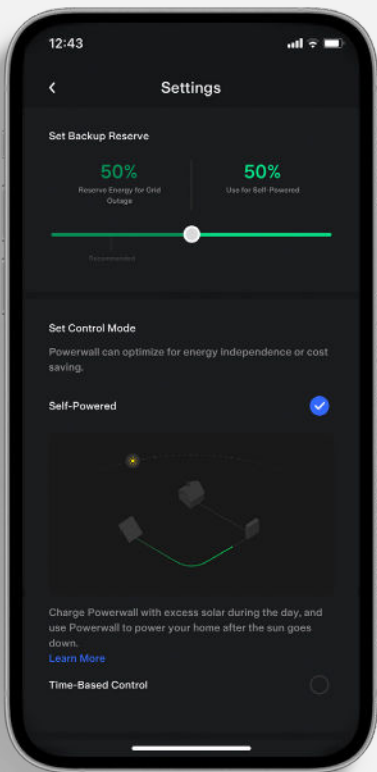 12:43
Settings
Set Backup Reserve
50%
Reserve Energy for Grid
Outage
50%
Use for Self-Powered
Recommended
Set Control Mode
Powerwall can optimize for energy independence or cost
saving.
Self-Powered
Charge Powerwall with excess solar during the day, and
use Powerwall to power your home after the sun goes
down.
Learn More
Time-Based Control